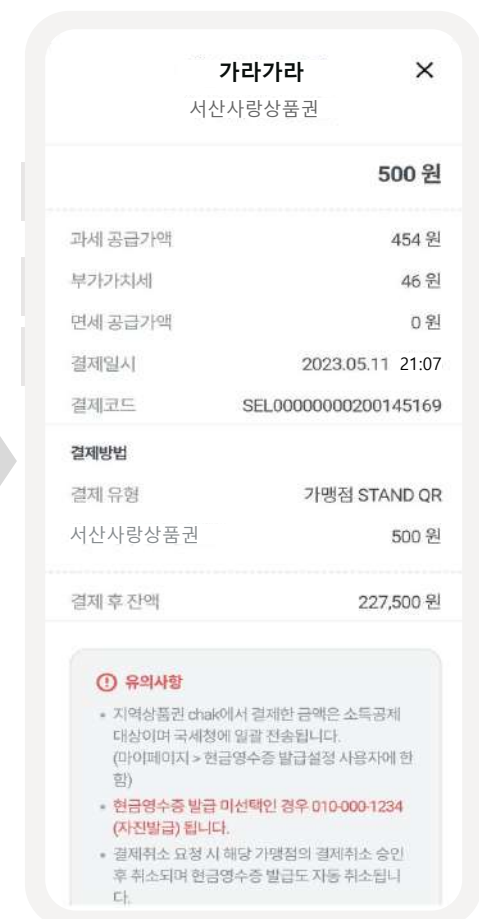 가라가라 ×
서산사랑상품권
500 원
과세 공급가액 454 원
부가가치세 46 원
면세 공급가액 0 원
결제일시 2023.05.11 21:07
결제코드 SEL00000000200145169
결제방법
결제 유형 가맹점 STAND QR
서산사랑상품권 500 원
결제 후 잔액 227,500 원
유의사항
• 지역상품권 chak에서 결제한 금액은 소득공제
대상이며 국세청에 일괄 전송됩니다.
(마이페이지 > 현금영수증 발급설정 사용자에 한
함)
• 현금영수증 발급 미선택인 경우 010-000-1234
(자진발급) 됩니다.
• 결제취소 요청 시 해당 가맹점의 결제취소 승인
후 취소되며 현금영수증 발급도 자동 취소됩니
다.